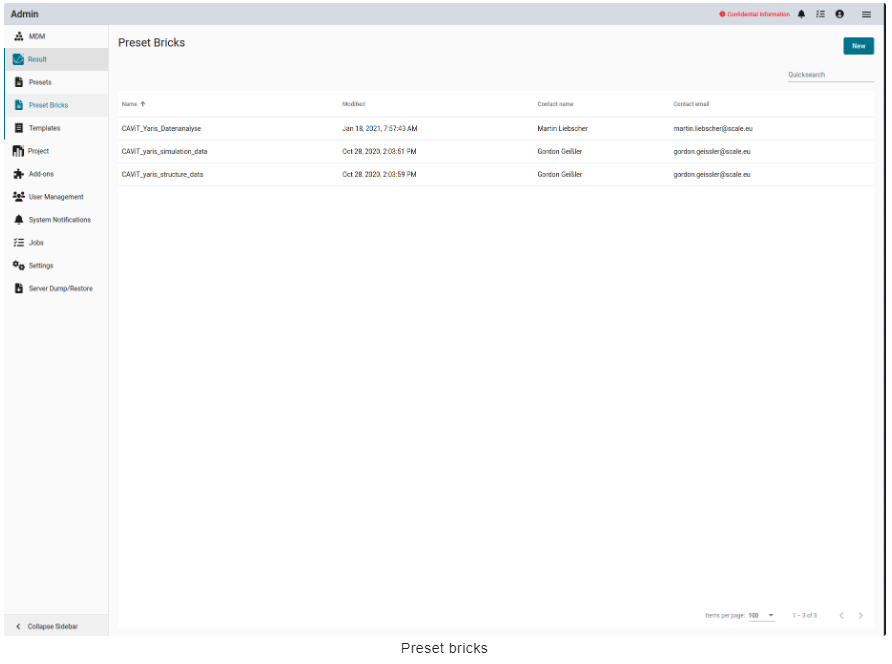 Admin
Confidential Information
MDM
Result
Presets
Preset Bricks
Templates
Project
Add-ons
User Management
System Notifications
Jobs
Settings
Server Dump/Restore
Collapse Sidebar
Preset Bricks
New
Quicksearch
Name Modified Contact name Contact email
CAViT_Yaris_Datenanalyse Jan 18, 2021, 7:57:43 AM Martin Liebscher martin.liebscher@scale.eu
CAViT_yaris_simulation_data Oct 28, 2020, 2:03:51 PM Gordon Geißler gordon.geissler@scale.eu
CAViT_yaris_structure_data Oct 28, 2020, 2:03:59 PM Gordon Geißler gordon.geissler@scale.eu
Items per page: 100 1 – 3 of 3
Preset bricks